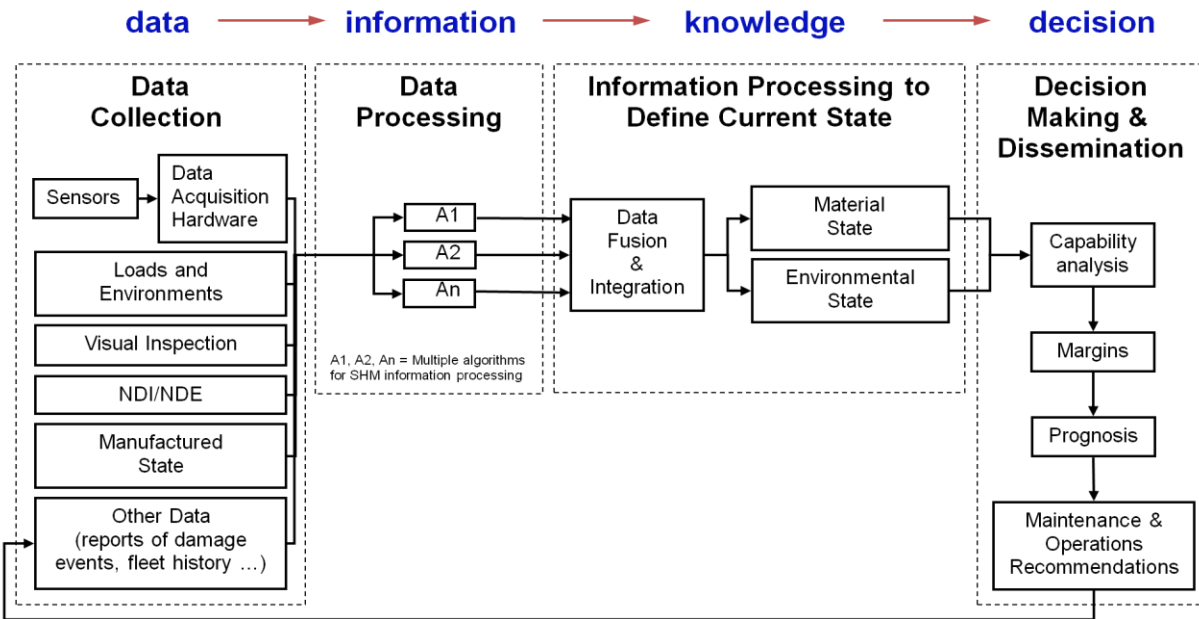 data
information
knowledge
decision
Data
Collection
Sensors
Data
Acquisition
Hardware
Loads and
Environments
Visual Inspection
NDI/NDE
Manufactured
State
Other Data
(reports of damage
events, fleet history ...)
Data
Processing
A1
A2
An
A1, A2, An = Multiple algorithms
for SHM information processing
Information Processing to
Define Current State
Data
Fusion
&
Integration
Material
State
Environmental
State
Decision
Making &
Dissemination
Capability
analysis
Margins
Prognosis
Maintenance &
Operations
Recommendations